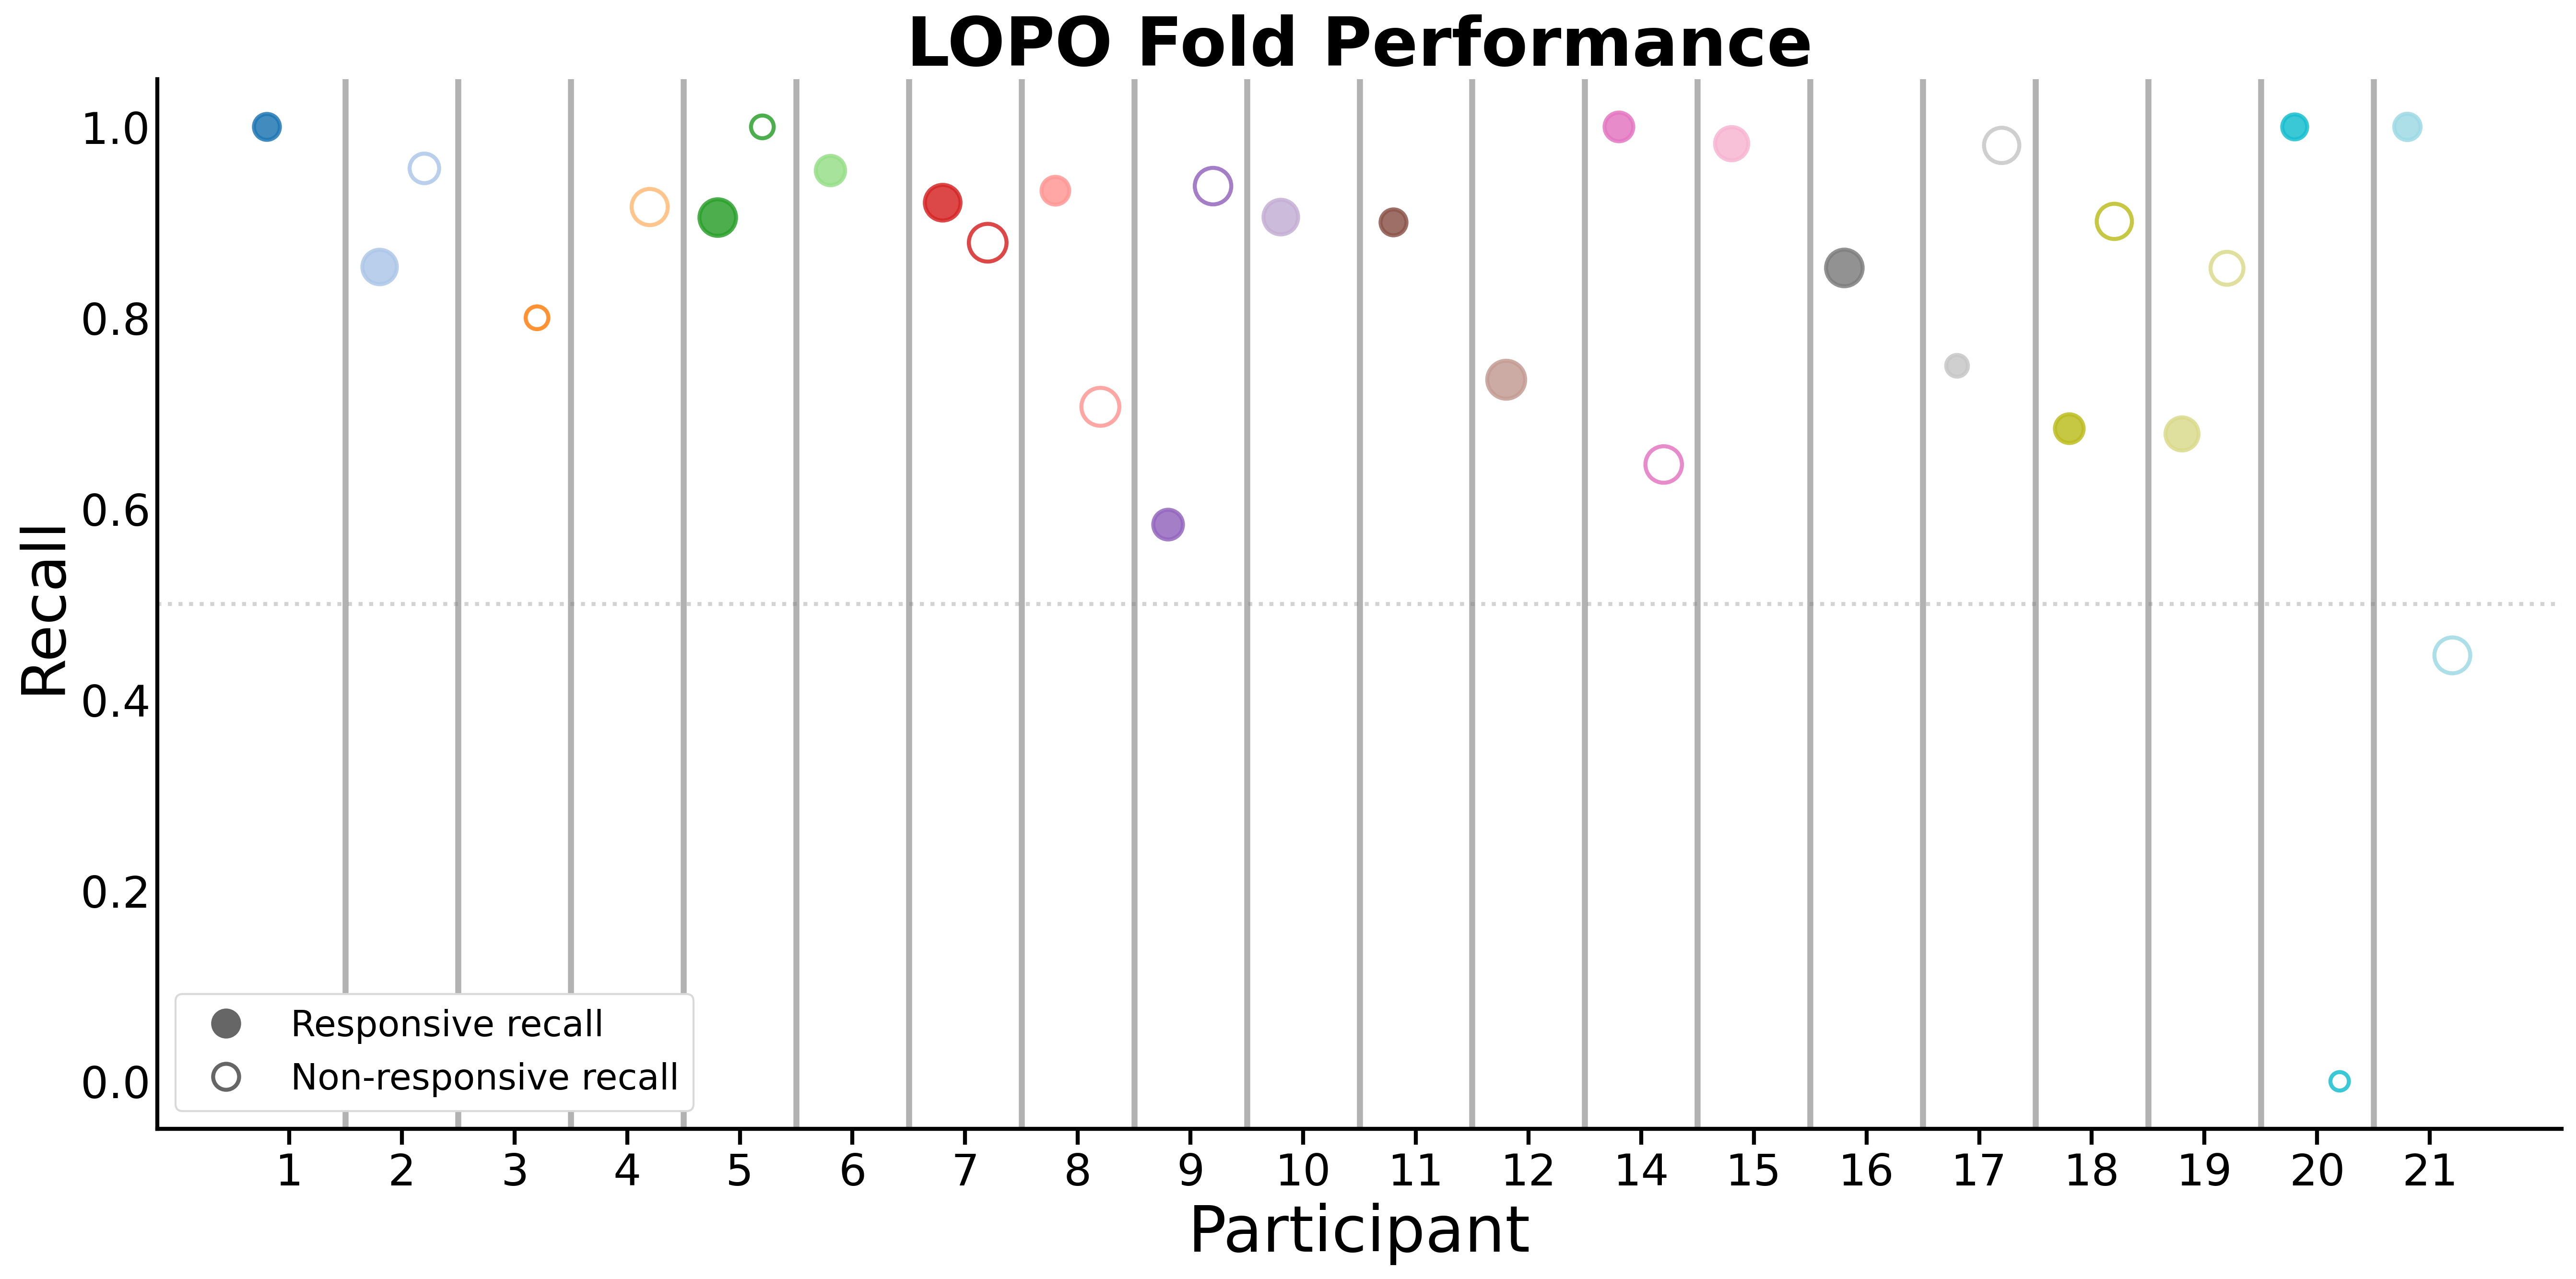 LOPO Fold Performance
1.0
0.8
0.6
0.4
0.2
0.0
Recall
Responsive recall
Non-responsive recall
1 2 3 4 5 6 7 8 9 10 11 12 14 15 16 17 18 19 20 21
Participant